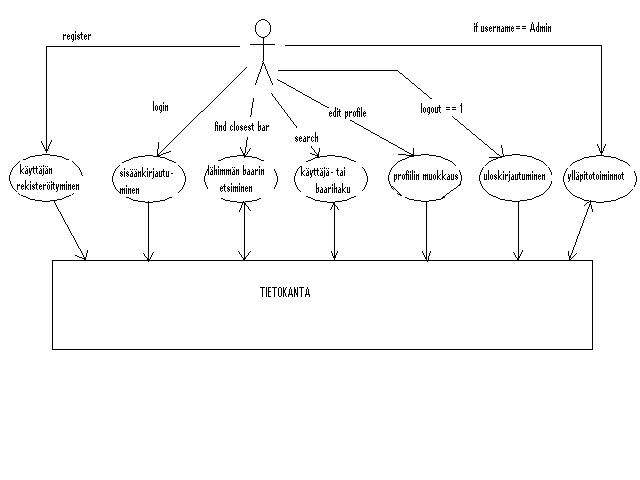 if username == Admin
register
login
find closest bar
search
edit profile
logout == 1
käyttäjän
rekisteröityminen
sisäänkirjautu-
minen
lähimmän baarin
etsiminen
käyttäjä- tai
baarihaku
profiilin muokkaus
uloskirjautuminen
ylläpitotoiminnot
TIETOKANTA